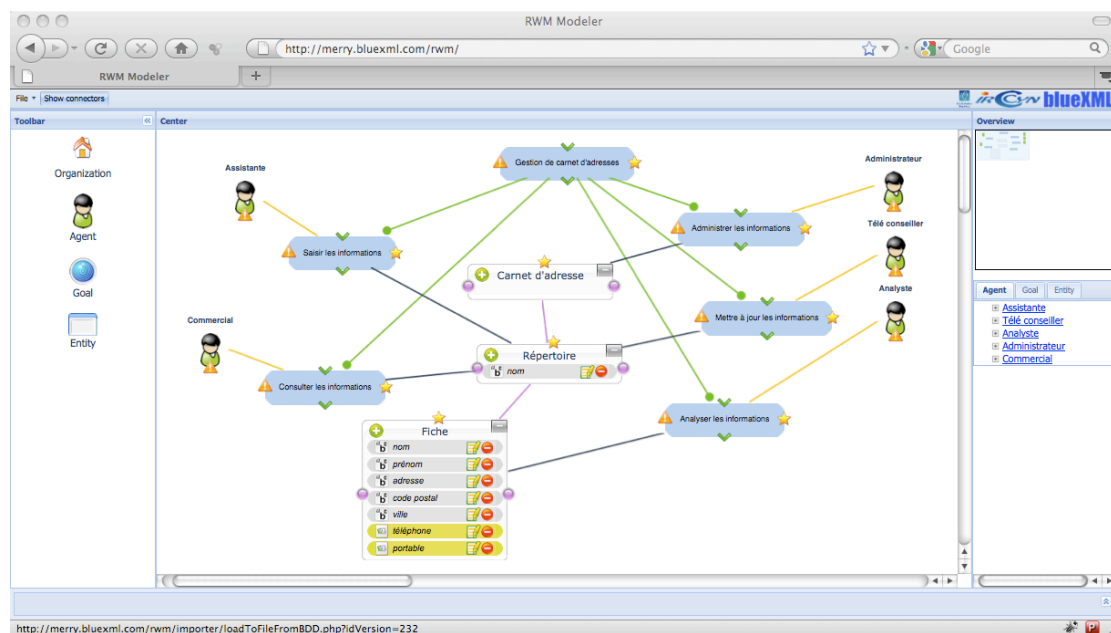 RWM Modeler
http://merry.bluexml.com/rwm/
Google
RWM Modeler
File
Show connectors
blueXML
Toolbar
Center
Overview
Organization
Agent
Goal
Entity
Assistante
Gestion de carnet d'adresses
Administrateur
Administrer les informations
Télé conseiller
Saisir les informations
Carnet d'adresse
Analyste
Mettre à jour les informations
Commercial
Répertoire
nom
Consulter les informations
Analyser les informations
Fiche
nom
prénom
adresse
code postal
ville
téléphone
portable
Agent Goal Entity
Assistante
Télé conseiller
Analyste
Administrateur
Commercial
http://merry.bluexml.com/rwm/importer/loadToFileFromBDD.php?idVersion=232